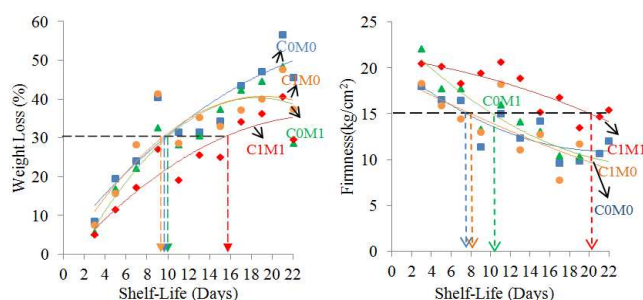 Weight Loss (%)
60
50
40
30
20
10
0
0 2 4 6 8 10 12 14 16 18 20 22
Shelf-Life (Days)
C0M0
C1M0
C0M1
C1M1
Firmness(kg/cm²)
25
20
15
10
5
0
0 2 4 6 8 10 12 14 16 18 20 22
Shelf-Life (Days)
C0M1
C1M1
C1M0
C0M0